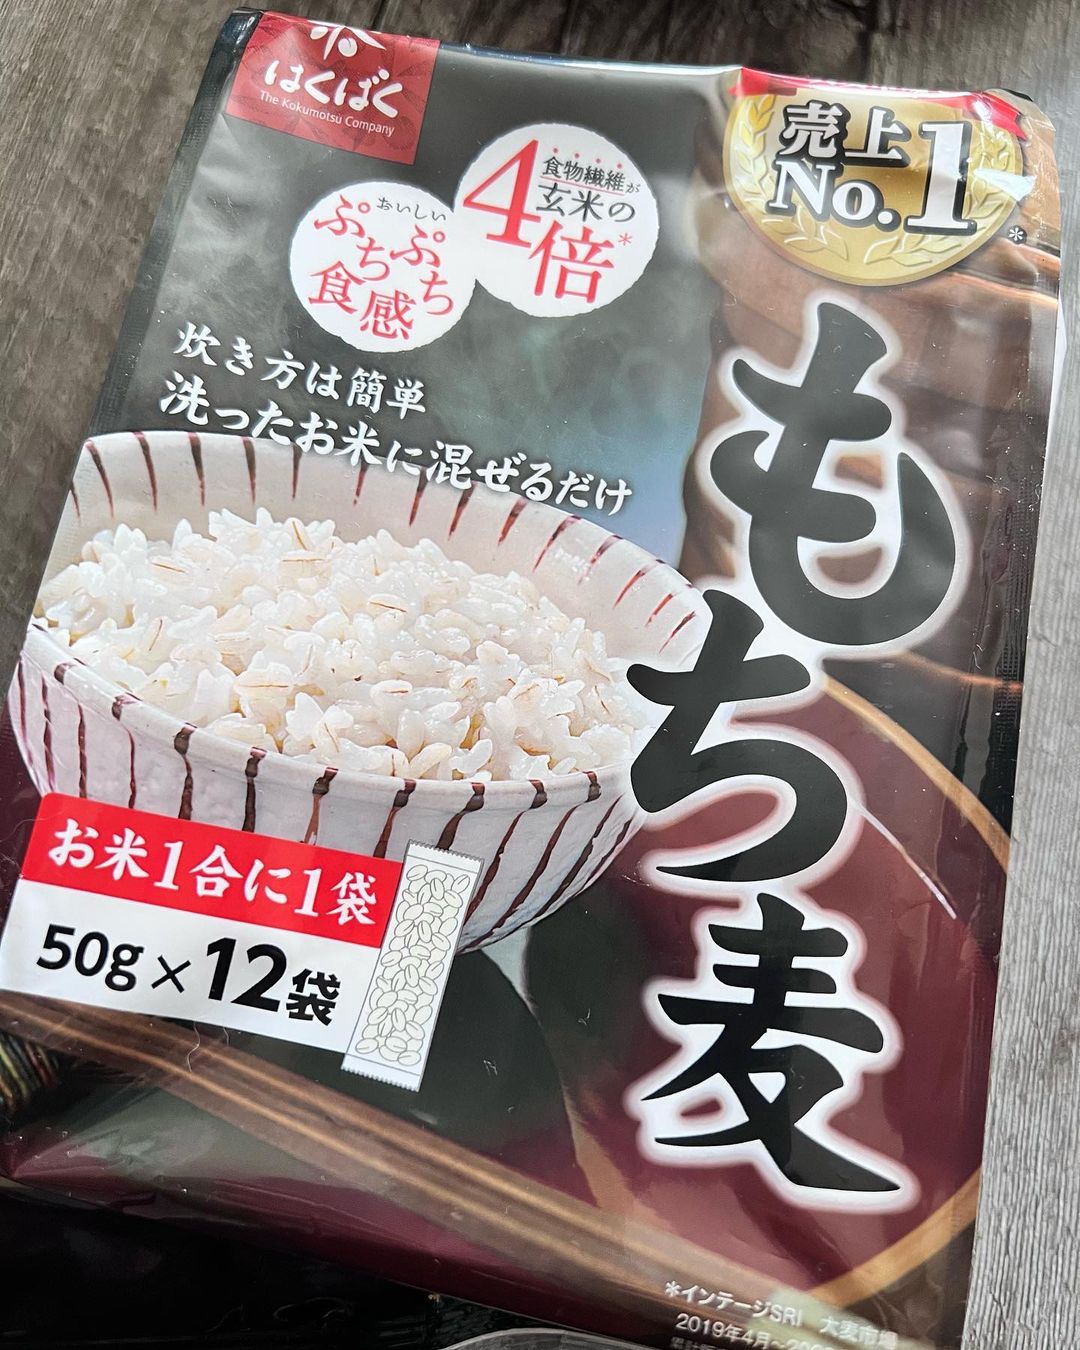 はくばく
The Kokumotsu Company
売上
No.1
*
食物繊維が
玄米の
4倍*
おいしい
ぷちぷち
食感
炊き方は簡単
洗ったお米に混ぜるだけ
もち麦
お米1合に1袋
50g×12袋
*インテージSRI 大麦市場
2019年4月~